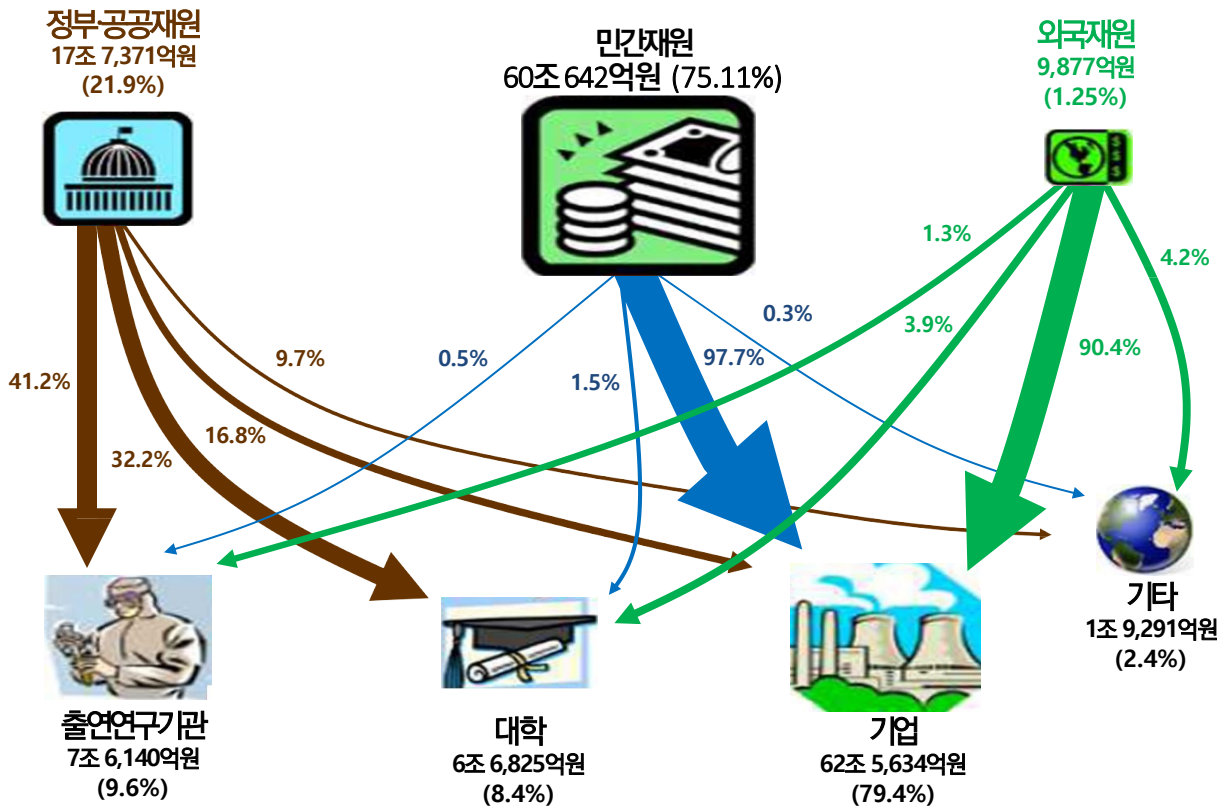 정부·공공재원
17조 7,371억원
(21.9%)
민간재원
60조 642억원 (75.11%)
외국재원
9,877억원
(1.25%)
41.2%
32.2%
16.8%
9.7%
0.5%
1.5%
97.7%
0.3%
1.3%
3.9%
90.4%
4.2%
출연연구기관
7조 6,140억원
(9.6%)
대학
6조 6,825억원
(8.4%)
기업
62조 5,634억원
(79.4%)
기타
1조 9,291억원
(2.4%)